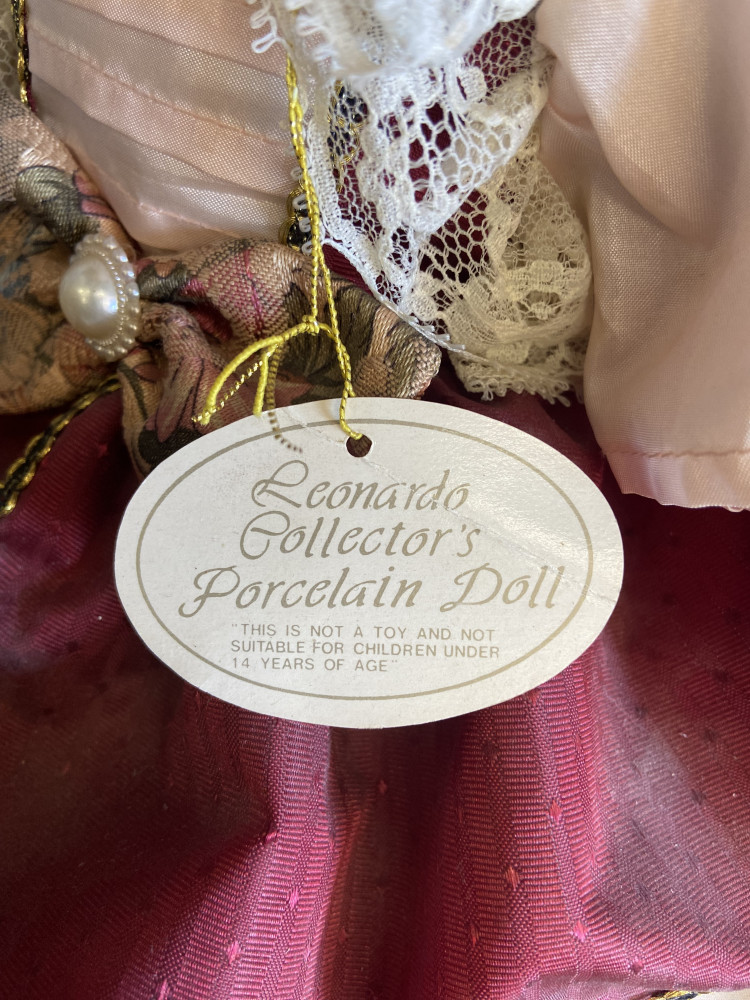 Leonardo
Collector's
Porcelain Doll
"THIS IS NOT A TOY AND NOT
SUITABLE FOR CHILDREN UNDER
14 YEARS OF AGE"